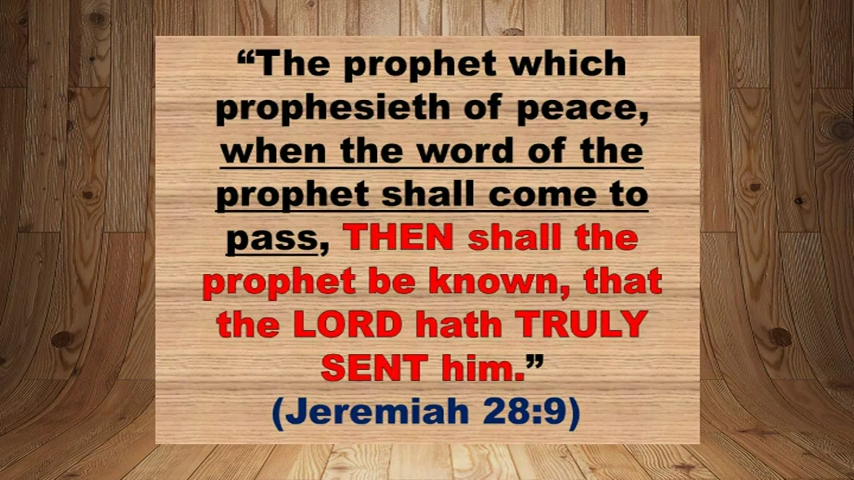 “The prophet which
prophesieth of peace,
when the word of the
prophet shall come to
pass, THEN shall the
prophet be known, that
the LORD hath TRULY
SENT him.”
(Jeremiah 28:9)